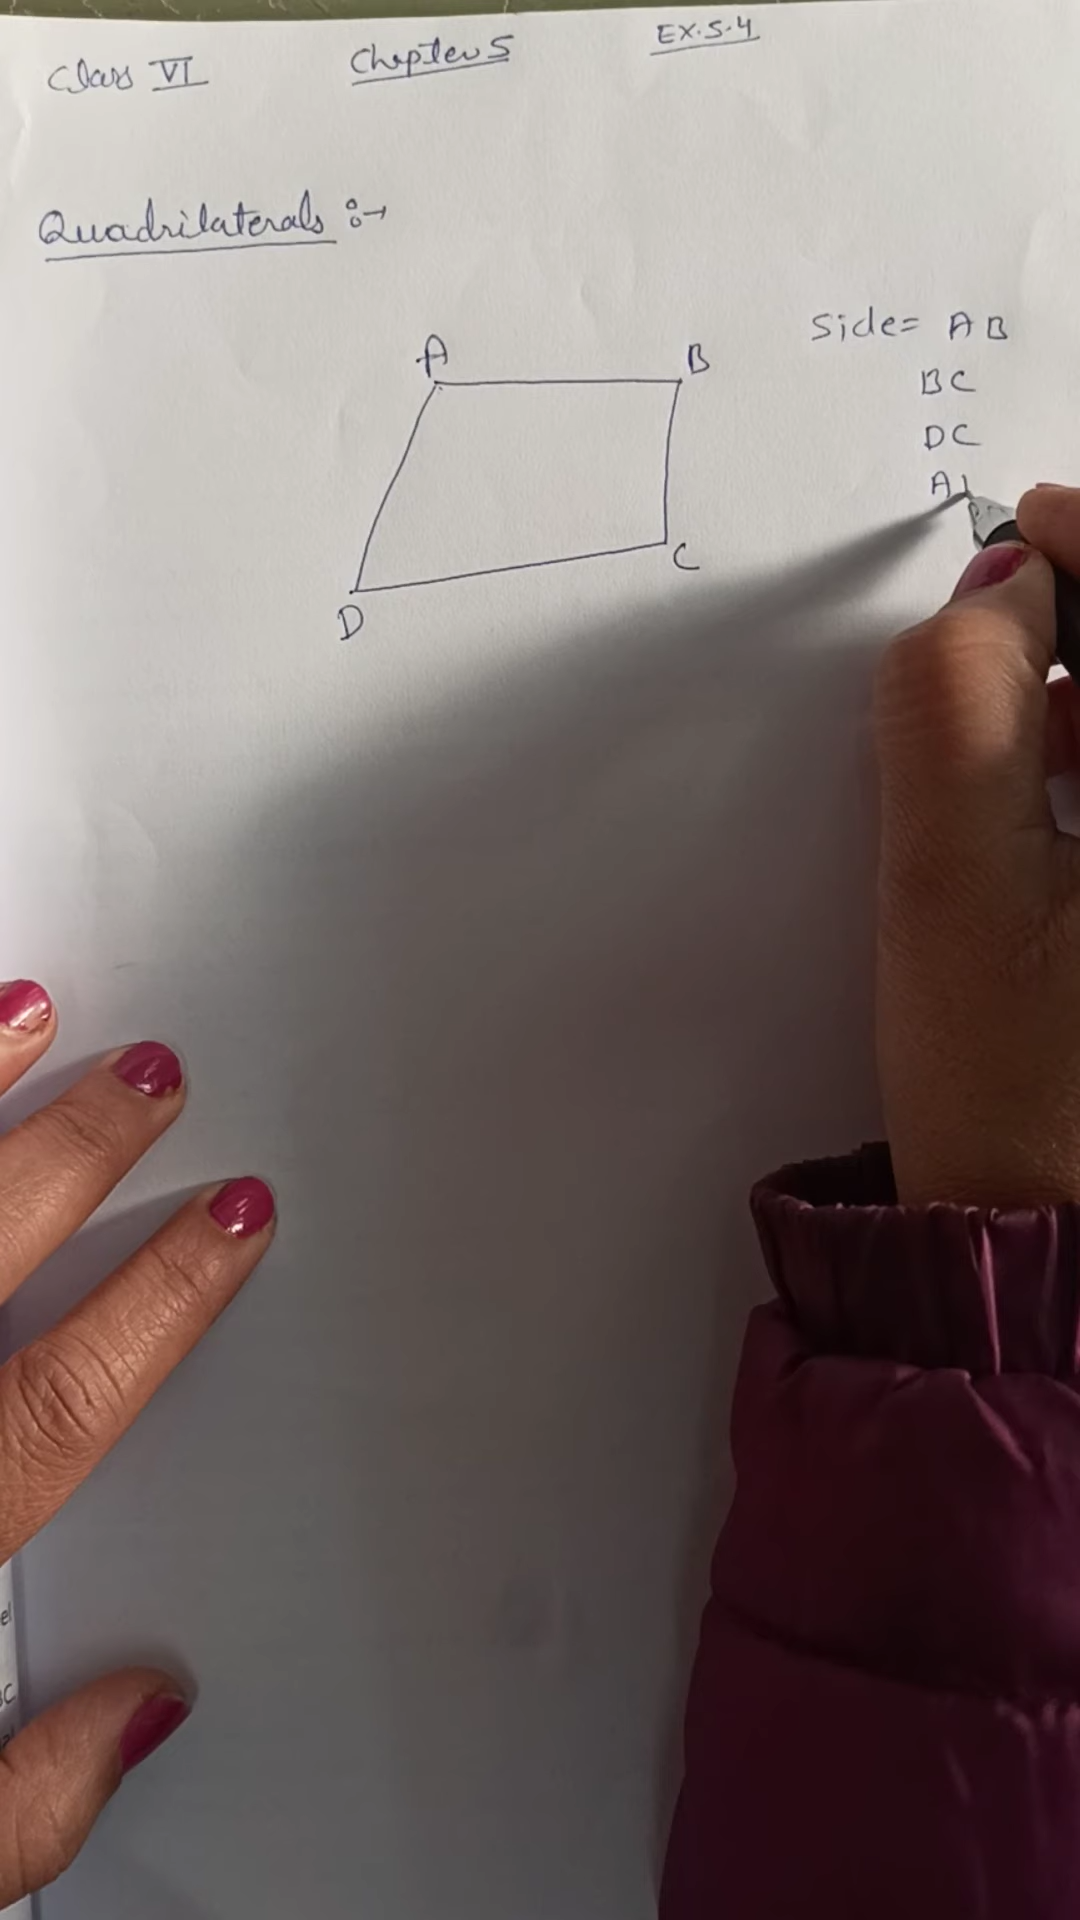 Class VI Chapter 5 EX.5.4
Quadrilaterals :→
A
B
C
D
Side= AB
BC
DC
A